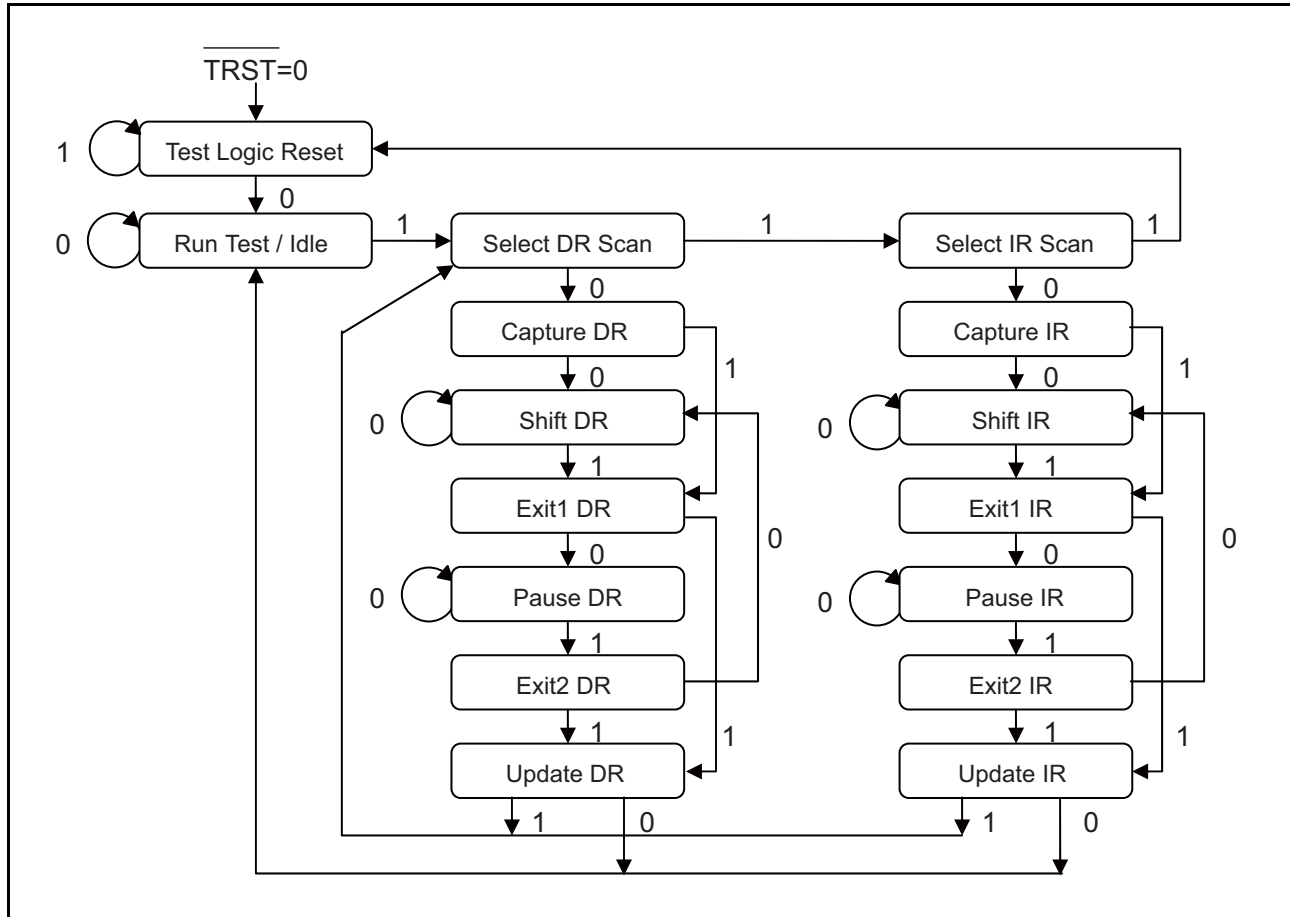 TRST=0
1
Test Logic Reset
0
0
Run Test / Idle
1
Select DR Scan
1
Select IR Scan
1
0
0
Capture DR
Capture IR
1
1
0
0
0
Shift DR
0
Shift IR
1
1
Exit1 DR
Exit1 IR
0
0
0
0
0
Pause DR
0
Pause IR
1
1
Exit2 DR
Exit2 IR
1
1
1
1
Update DR
Update IR
1
0
1
0